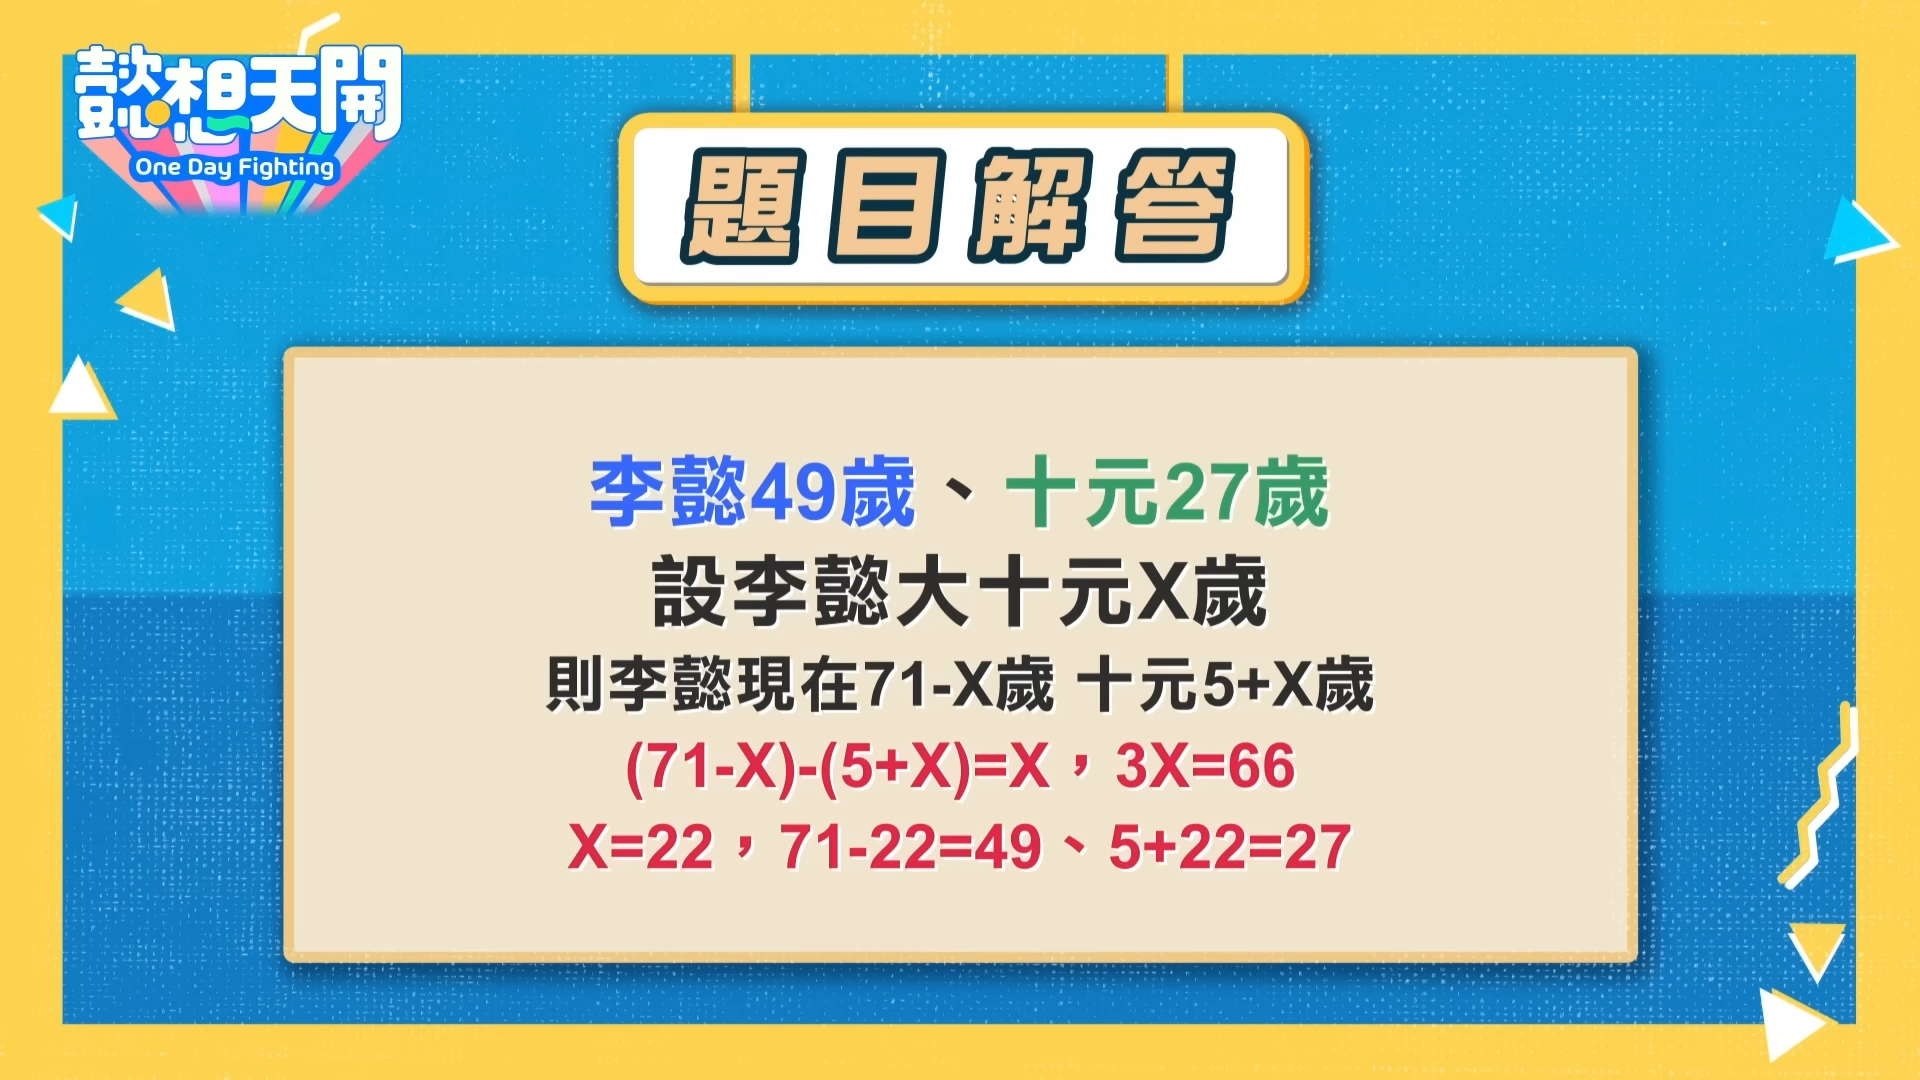 懿想天開
One Day Fighting
題目解答
李懿49歲、十元27歲
設李懿大十元X歲
則李懿現在71-X歲 十元5+X歲
(71-X)-(5+X)=X，3X=66
X=22，71-22=49、5+22=27